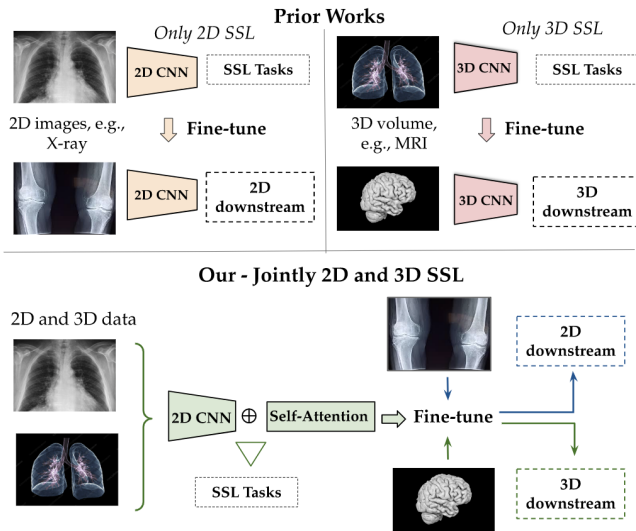 Prior Works
Only 2D SSL
2D CNN
SSL Tasks
2D images, e.g.,
X-ray
Fine-tune
2D CNN
2D
downstream
Only 3D SSL
3D CNN
SSL Tasks
3D volume,
e.g., MRI
Fine-tune
3D CNN
3D
downstream
Our - Jointly 2D and 3D SSL
2D and 3D data
2D CNN
⊕
Self-Attention
SSL Tasks
Fine-tune
2D
downstream
3D
downstream